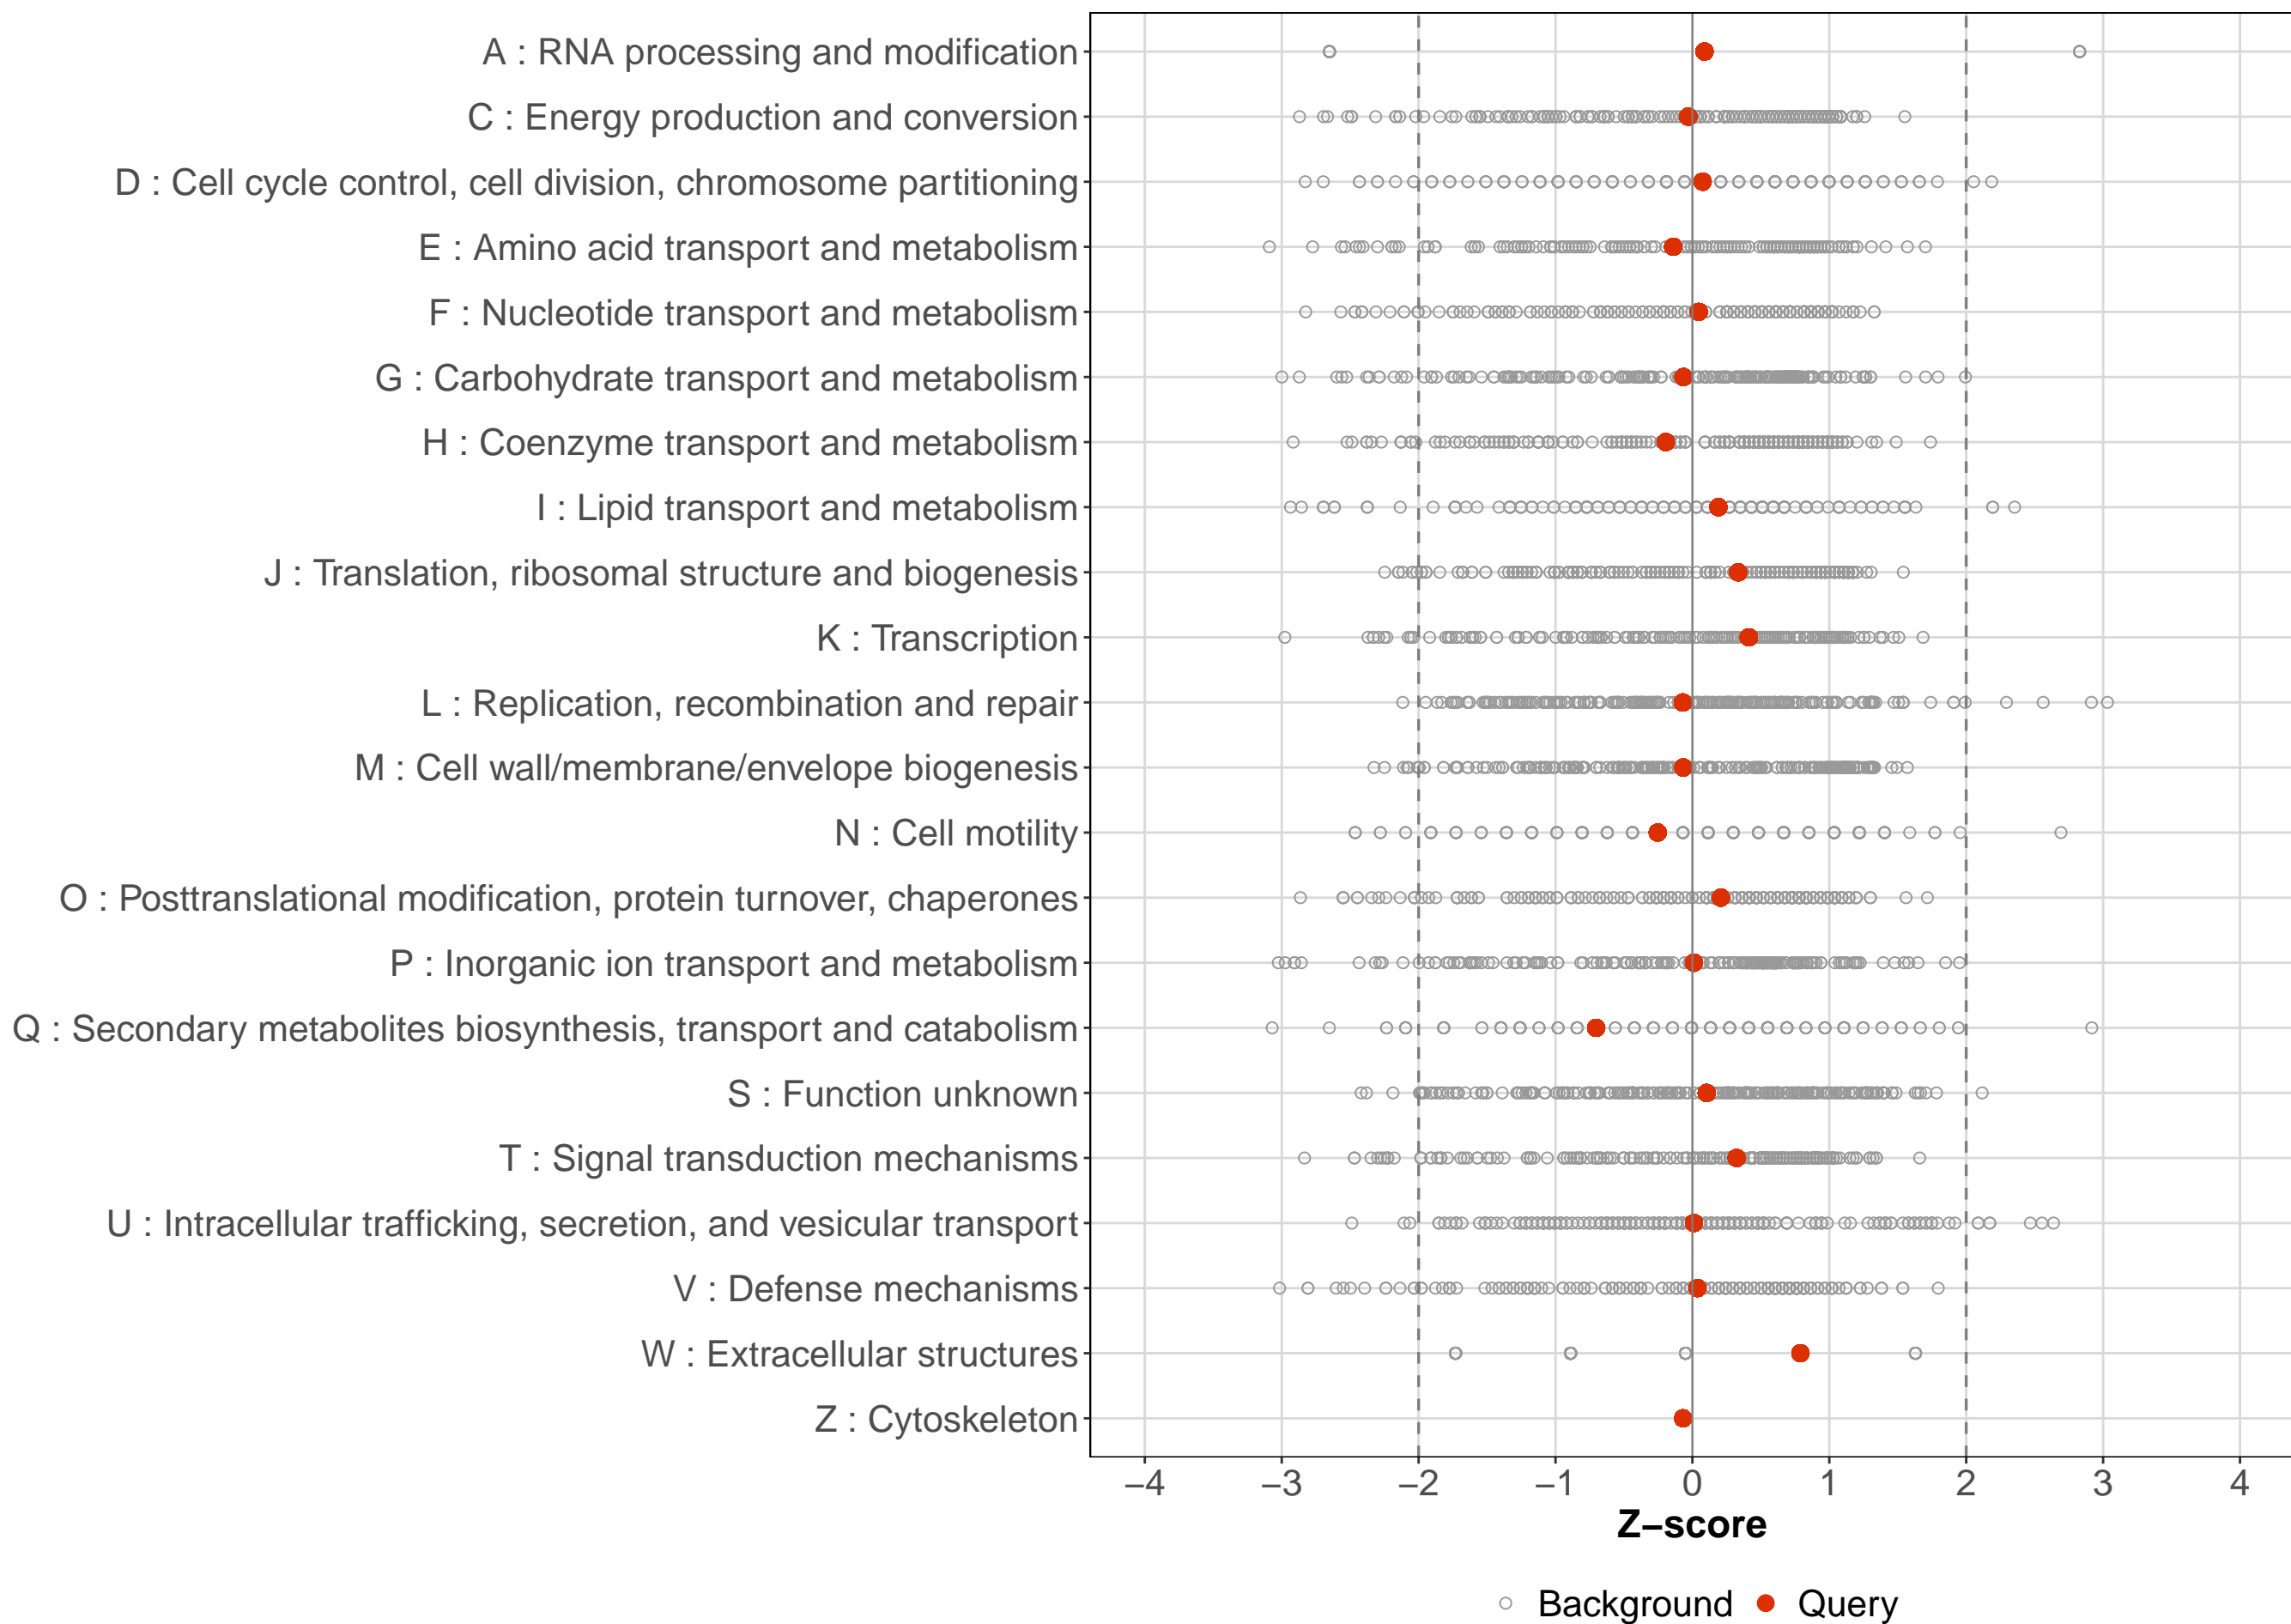 A : RNA processing and modification
C : Energy production and conversion
D : Cell cycle control, cell division, chromosome partitioning
E : Amino acid transport and metabolism
F : Nucleotide transport and metabolism
G : Carbohydrate transport and metabolism
H : Coenzyme transport and metabolism
I : Lipid transport and metabolism
J : Translation, ribosomal structure and biogenesis
K : Transcription
L : Replication, recombination and repair
M : Cell wall/membrane/envelope biogenesis
N : Cell motility
O : Posttranslational modification, protein turnover, chaperones
P : Inorganic ion transport and metabolism
Q : Secondary metabolites biosynthesis, transport and catabolism
S : Function unknown
T : Signal transduction mechanisms
U : Intracellular trafficking, secretion, and vesicular transport
V : Defense mechanisms
W : Extracellular structures
Z : Cytoskeleton
−4 −3 −2 −1 0 1 2 3 4
Z−score
Background Query